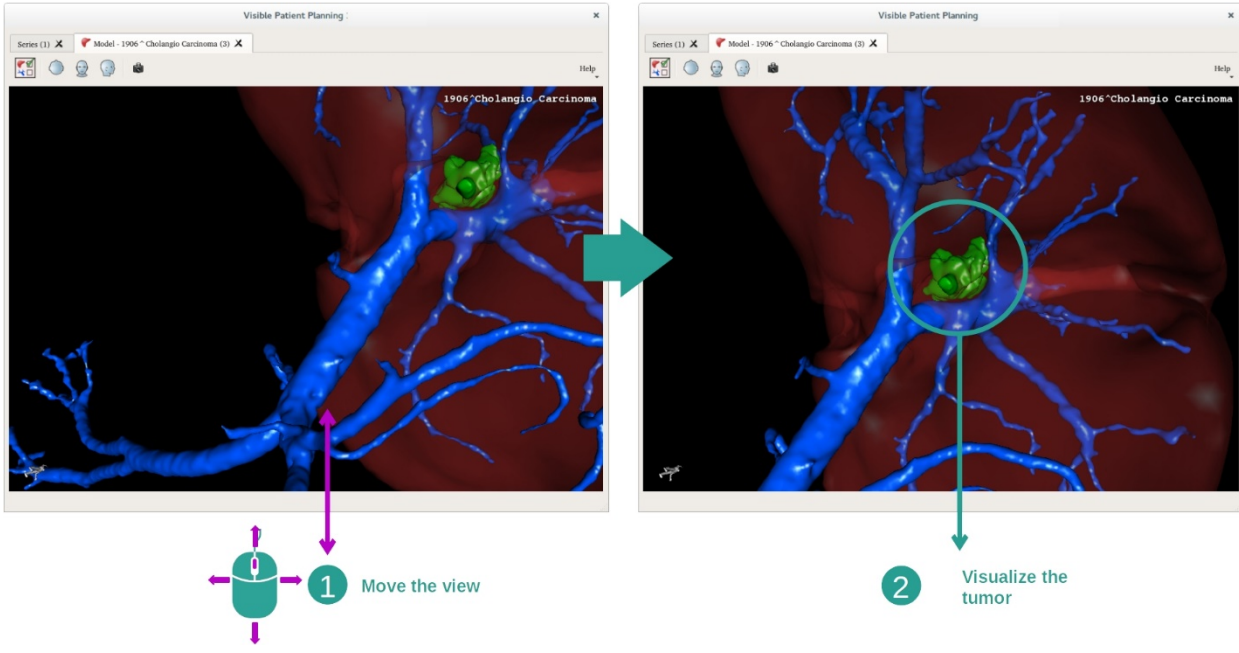 Visible Patient Planning
×
Series (1) ✗ Model - 1906 ^ Cholangio Carcinoma (3) ✗
Help
1906^Cholangio Carcinoma
Visible Patient Planning
×
Series (1) ✗ Model - 1906 ^ Cholangio Carcinoma (3) ✗
Help
1906^Cholangio Carcinoma
1 Move the view
2 Visualize the
tumor